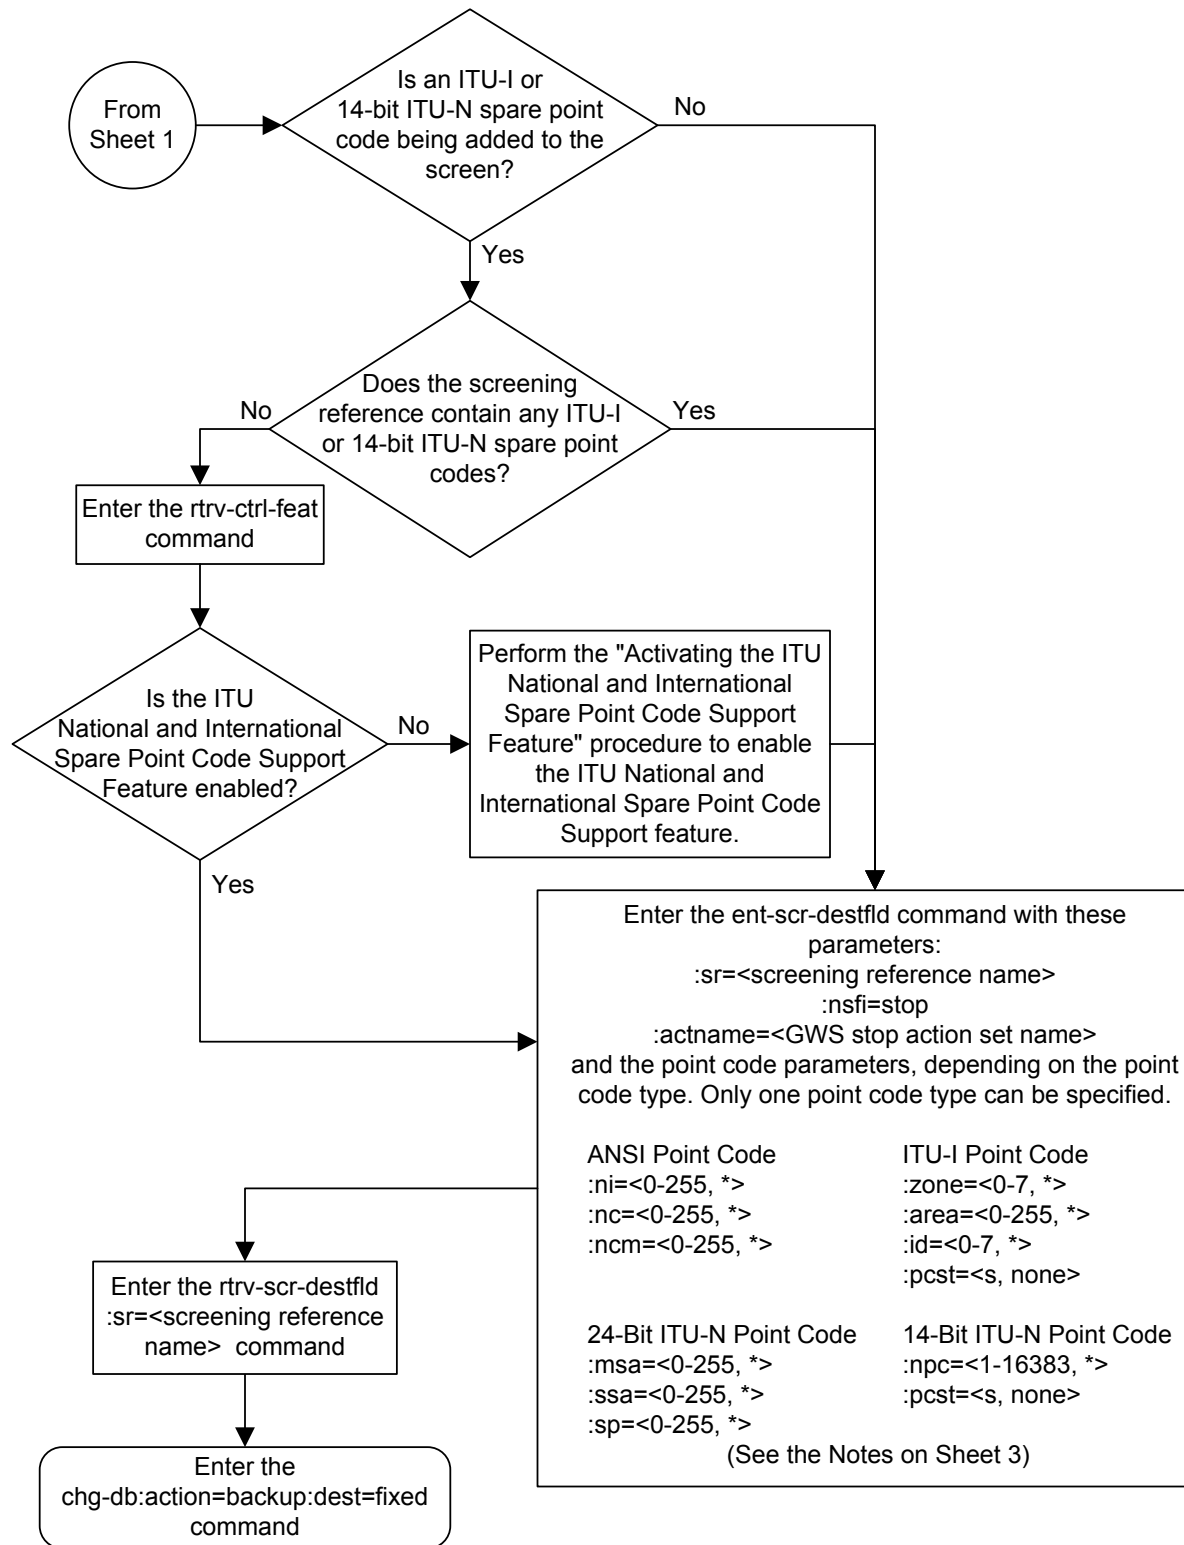 From
Sheet 1
Is an ITU-I or
14-bit ITU-N spare point
code being added to the
screen?
No
Yes
Does the screening
reference contain any ITU-I
or 14-bit ITU-N spare point
codes?
No
Yes
Enter the rtrv-ctrl-feat
command
Is the ITU
National and International
Spare Point Code Support
Feature enabled?
No
Yes
Perform the "Activating the ITU
National and International
Spare Point Code Support
Feature" procedure to enable
the ITU National and
International Spare Point Code
Support feature.
Enter the ent-scr-destfld command with these
parameters:
:sr=<screening reference name>
:nsfi=stop
:actname=<GWS stop action set name>
and the point code parameters, depending on the point
code type. Only one point code type can be specified.
ANSI Point Code
:ni=<0-255, *>
:nc=<0-255, *>
:ncm=<0-255, *>
ITU-I Point Code
:zone=<0-7, *>
:area=<0-255, *>
:id=<0-7, *>
:pcst=<s, none>
24-Bit ITU-N Point Code
:msa=<0-255, *>
:ssa=<0-255, *>
:sp=<0-255, *>
14-Bit ITU-N Point Code
:npc=<1-16383, *>
:pcst=<s, none>
(See the Notes on Sheet 3)
Enter the rtrv-scr-destfld
:sr=<screening reference
name> command
Enter the
chg-db:action=backup:dest=fixed
command